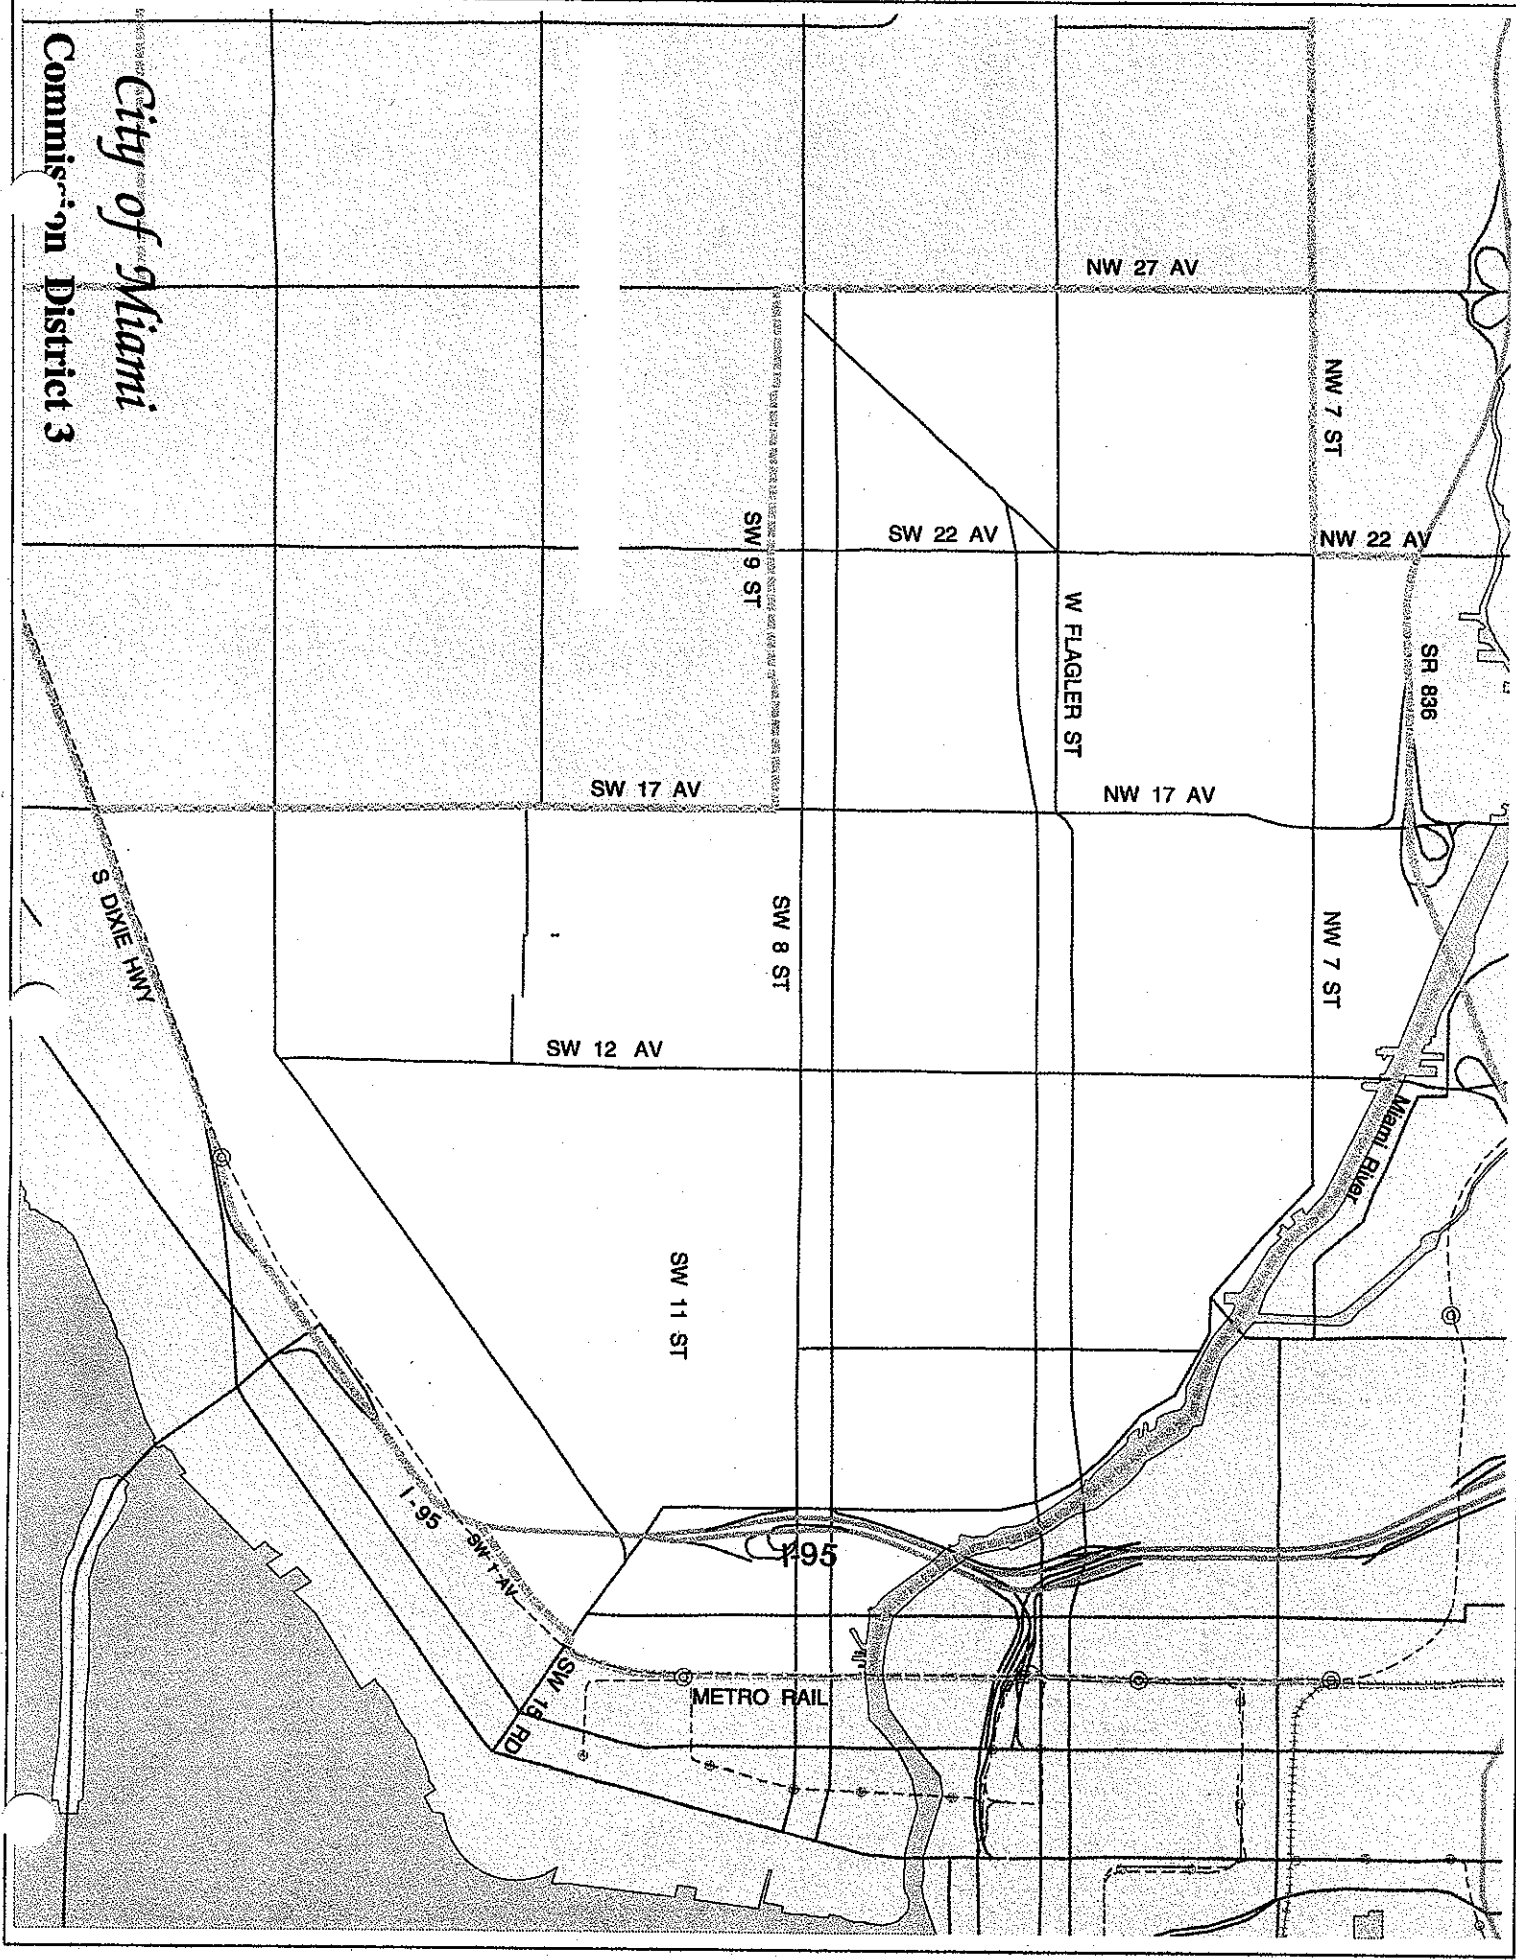 City of Miami
Commission District 3
NW 27 AV
NW 7 ST
SW 22 AV
NW 22 AV
SW 9 ST
W FLAGLER ST
SR 836
SW 17 AV
NW 17 AV
S DIXIE HWY
SW 8 ST
NW 7 ST
SW 12 AV
Miami River
SW 11 ST
I-95
SW 1 AV
I-95
SW 15 RD
METRO RAIL